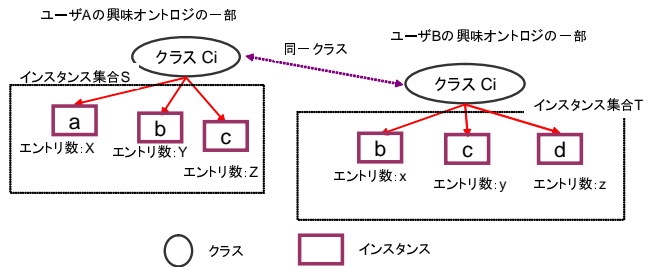 ユーザAの興味オントロジの一部
ユーザBの興味オントロジの一部
クラス Ci
同一クラス
インスタンス集合S
クラス Ci
インスタンス集合T
a
b
c
エントリ数:X
エントリ数:Y
エントリ数:Z
b
c
d
エントリ数:x
エントリ数:y
エントリ数:z
クラス
インスタンス